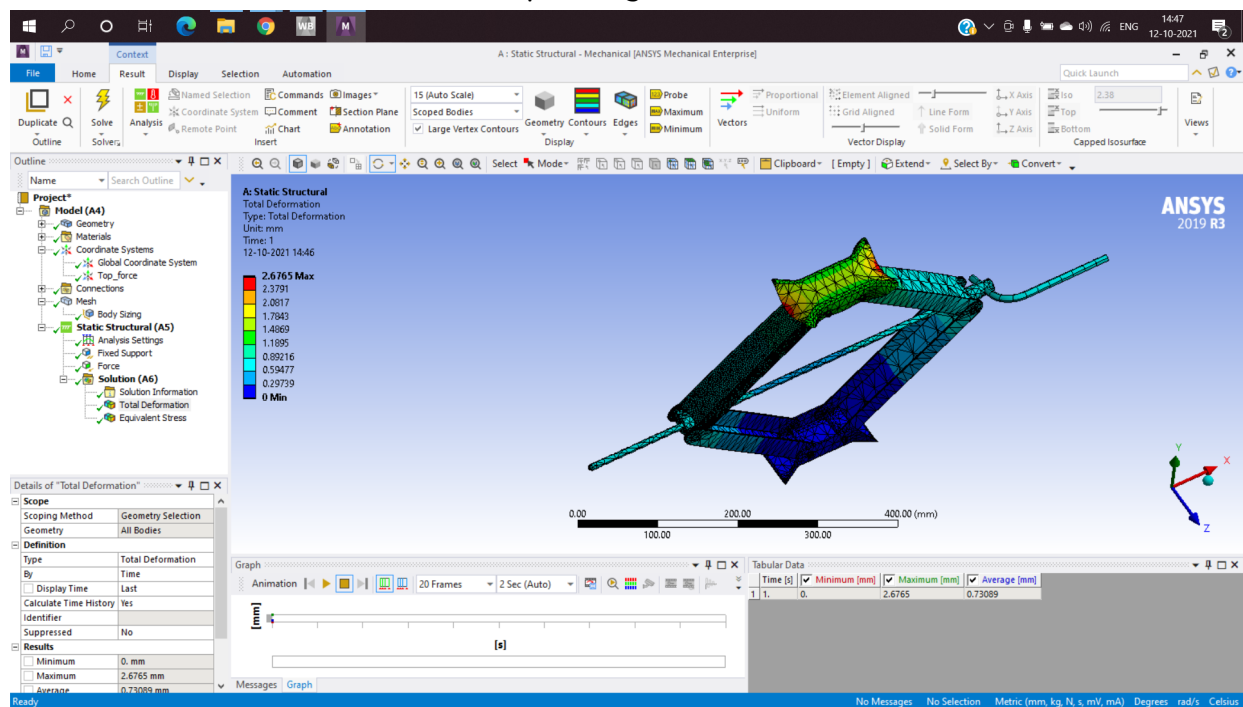 WB
M
ENG
14:47
12-10-2021
2
M
Context
A : Static Structural - Mechanical [ANSYS Mechanical Enterprise]
File Home Result Display Selection Automation
Quick Launch
Duplicate
Solve
Analysis
Named Selection
Coordinate System
Remote Point
Commands
Comment
Chart
Images
Section Plane
Annotation
15 (Auto Scale)
Scoped Bodies
Large Vertex Contours
Geometry Contours Edges
Probe
Maximum
Minimum
Vectors
Proportional
Uniform
Element Aligned
Grid Aligned
Line Form
Solid Form
X Axis
Y Axis
Z Axis
Iso
Top
Bottom
2.38
Views
Outline Solver Insert Display Vector Display Capped Isosurface
Outline
Select Mode Clipboard [ Empty ] Extend Select By Convert
Name Search Outline
Project*
Model (A4)
Geometry
Materials
Coordinate Systems
Global Coordinate System
Top_force
Connections
Mesh
Body Sizing
Static Structural (A5)
Analysis Settings
Fixed Support
Force
Solution (A6)
Solution Information
Total Deformation
Equivalent Stress
A: Static Structural
Total Deformation
Type: Total Deformation
Unit: mm
Time: 1
12-10-2021 14:46
2.6765 Max
2.3791
2.0817
1.7843
1.4869
1.1895
0.89216
0.59477
0.29739
0 Min
ANSYS
2019 R3
0.00 200.00 400.00 (mm)
100.00 300.00
Y
X
Z
Details of "Total Deformation"
Scope
Scoping Method Geometry Selection
Geometry All Bodies
Definition
Type Total Deformation
By Time
Display Time Last
Calculate Time History Yes
Identifier
Suppressed No
Results
Minimum 0. mm
Maximum 2.6765 mm
Average 0.73089 mm
Graph
Animation 20 Frames 2 Sec (Auto)
[mm]
[s]
Messages Graph
Tabular Data
Time [s] Minimum [mm] Maximum [mm] Average [mm]
1 1. 0. 2.6765 0.73089
Ready No Messages No Selection Metric (mm, kg, N, s, mV, mA) Degrees rad/s Celsius